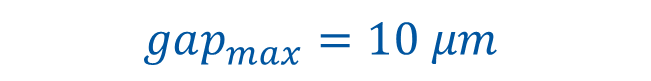 gap_max = 10 μm